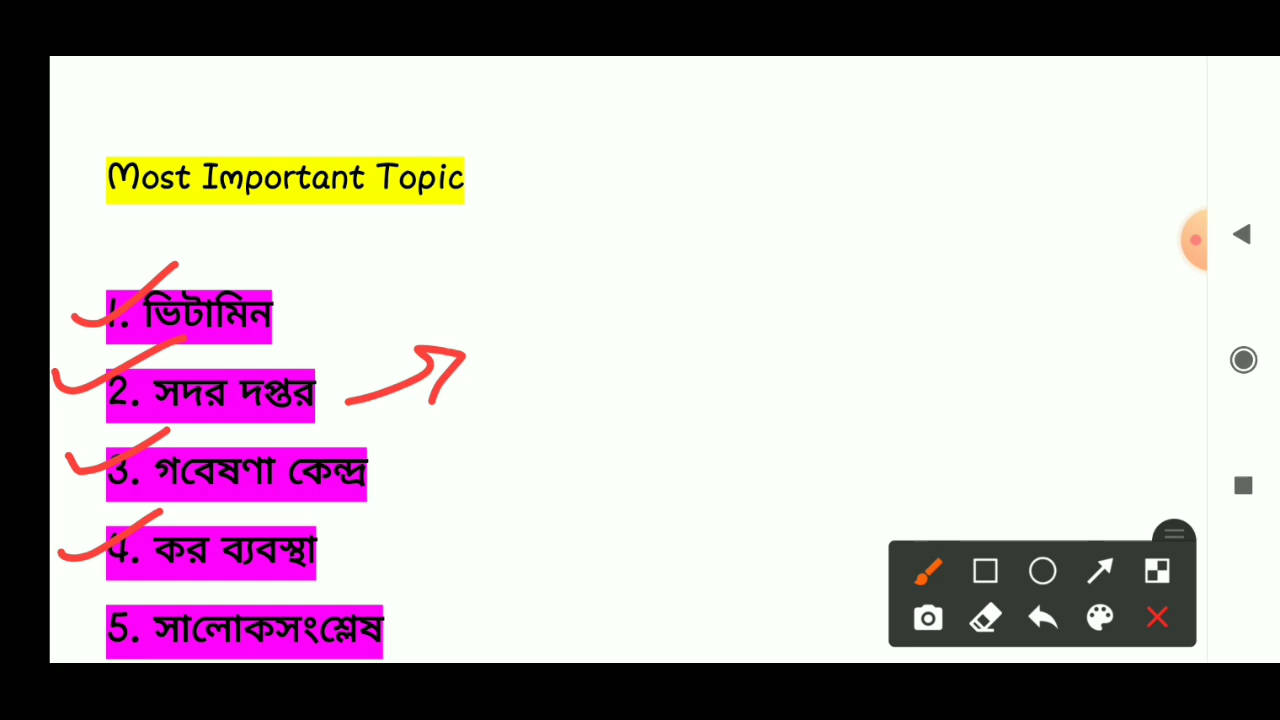 Most Important Topic
1. ভিটামিন
2. সদর দপ্তর
3. গবেষণা কেন্দ্র
4. কর ব্যবস্থা
5. সালোকসংশ্লেষ